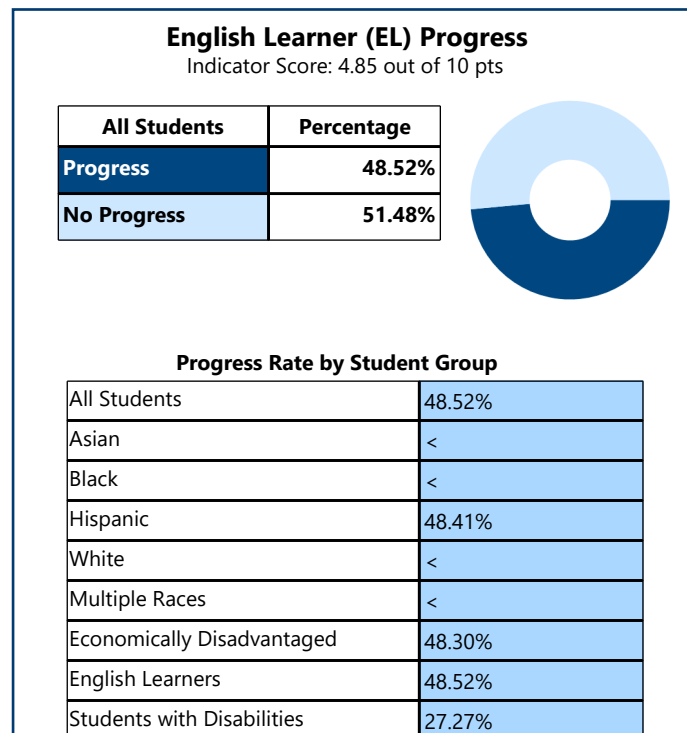 English Learner (EL) Progress
Indicator Score: 4.85 out of 10 pts
All Students Percentage
Progress 48.52%
No Progress 51.48%
Progress Rate by Student Group
All Students 48.52%
Asian <
Black <
Hispanic 48.41%
White <
Multiple Races <
Economically Disadvantaged 48.30%
English Learners 48.52%
Students with Disabilities 27.27%